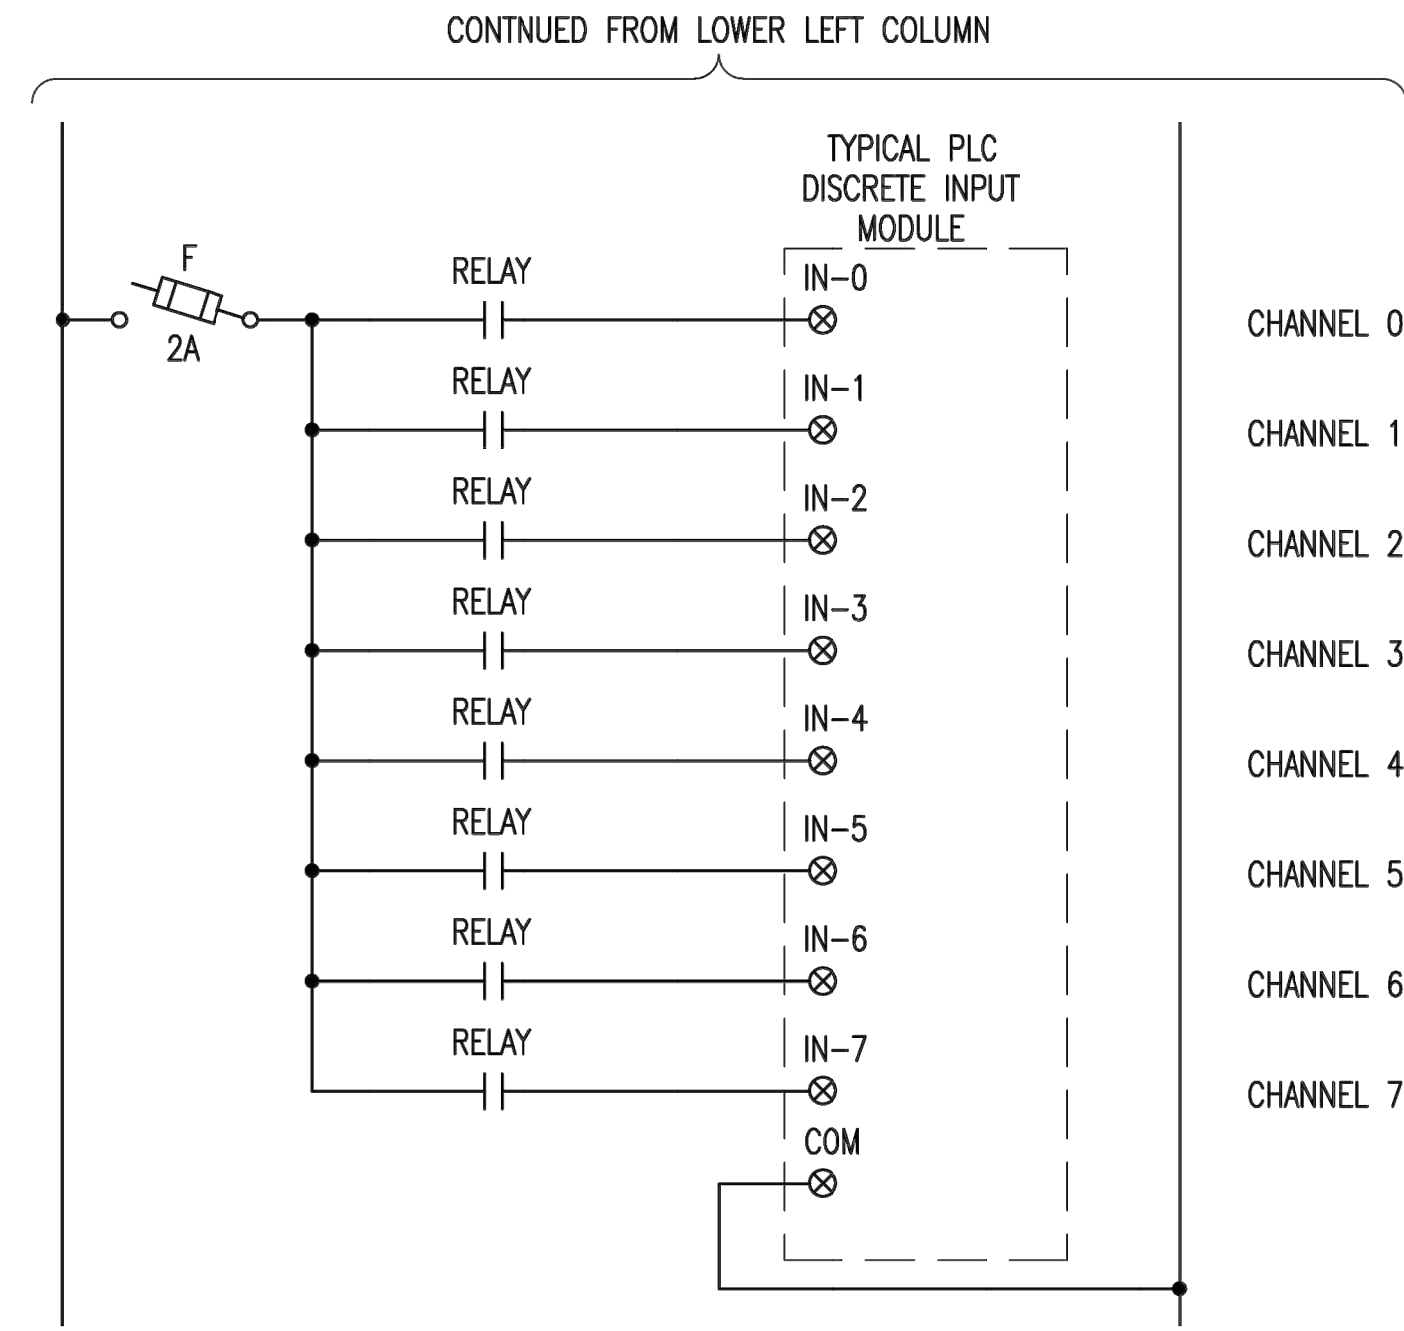 CONTNUED FROM LOWER LEFT COLUMN
TYPICAL PLC
DISCRETE INPUT
MODULE
F
2A
RELAY
IN-0
CHANNEL 0
RELAY
IN-1
CHANNEL 1
RELAY
IN-2
CHANNEL 2
RELAY
IN-3
CHANNEL 3
RELAY
IN-4
CHANNEL 4
RELAY
IN-5
CHANNEL 5
RELAY
IN-6
CHANNEL 6
RELAY
IN-7
CHANNEL 7
COM